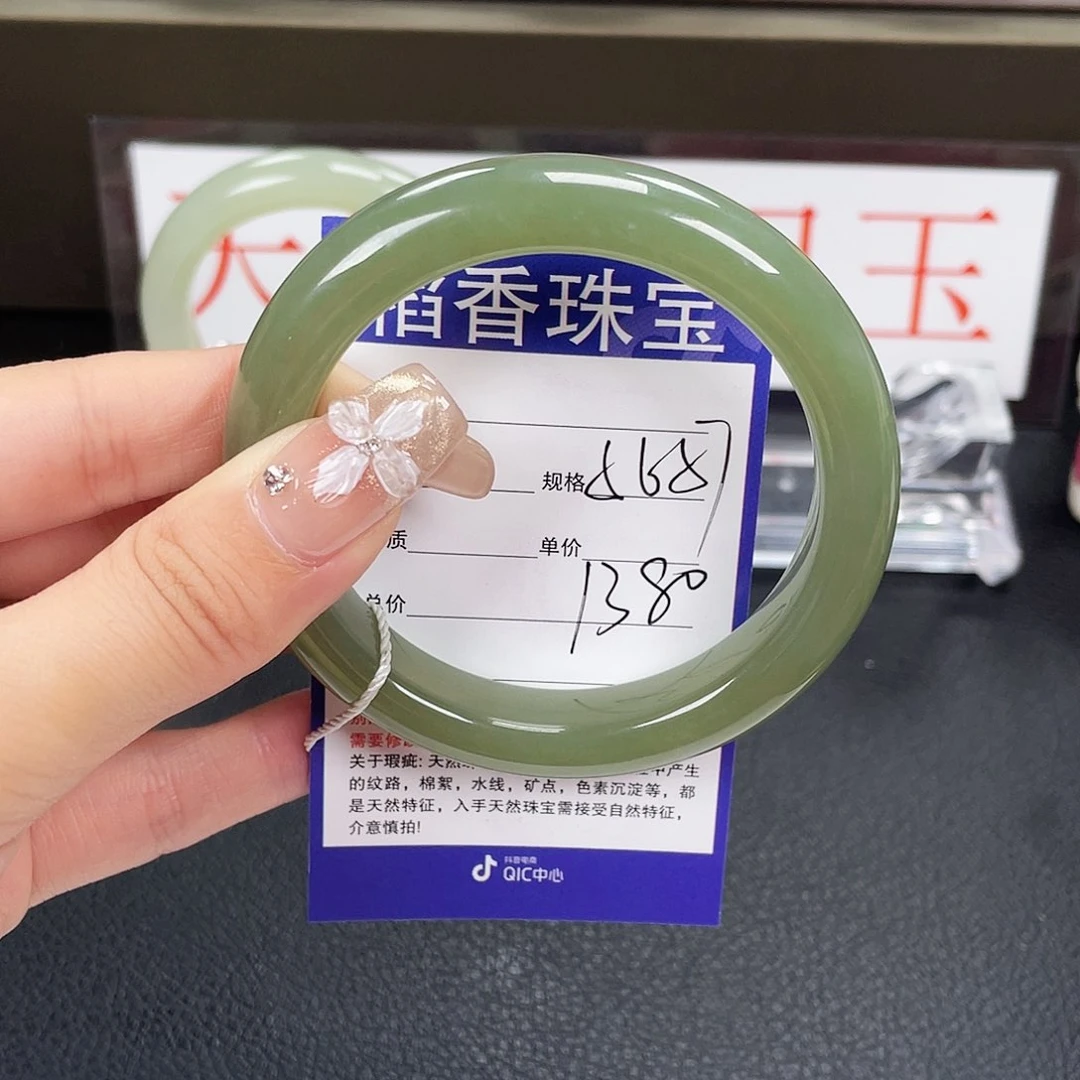 天 玉
稻香珠宝
规格
质 单价
总价 1380
需要修
关于瑕疵: 天然 中产生
的纹路，棉絮，水线，矿点，色素沉淀等，都
是天然特征，入手天然珠宝需接受自然特征，
介意慎拍!
抖音电商
QIC中心